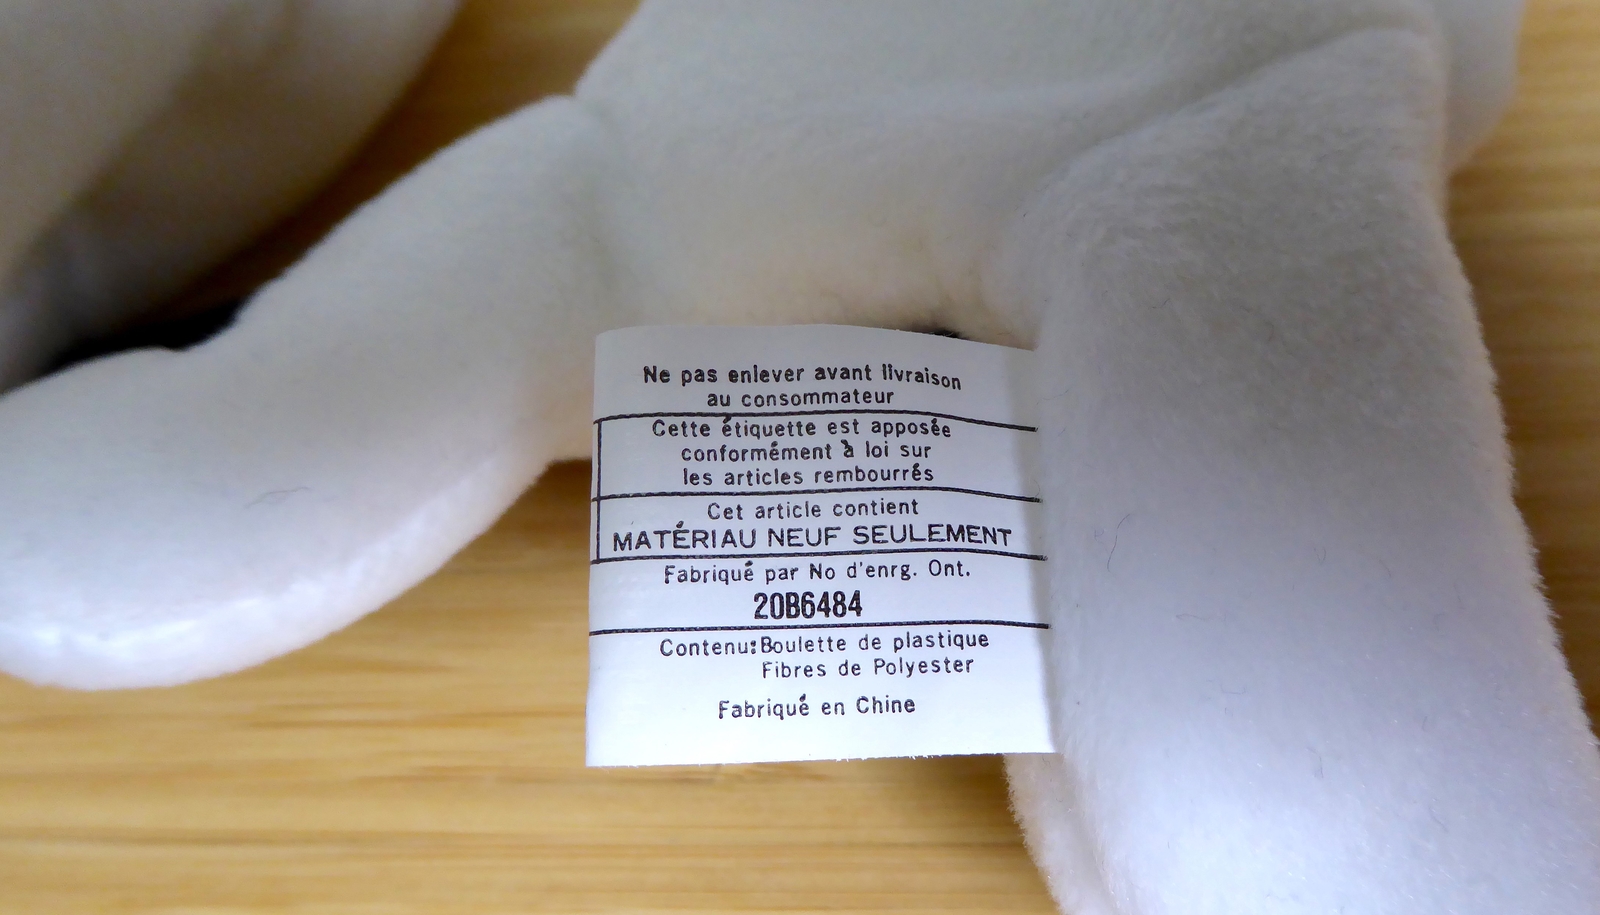 Ne pas enlever avant livraison
au consommateur
Cette étiquette est apposée
conformément à loi sur
les articles rembourrés
Cet article contient
MATÉRIAU NEUF SEULEMENT
Fabriqué par No d'enrg. Ont.
20B6484
Contenu:Boulette de plastique
Fibres de Polyester
Fabriqué en Chine